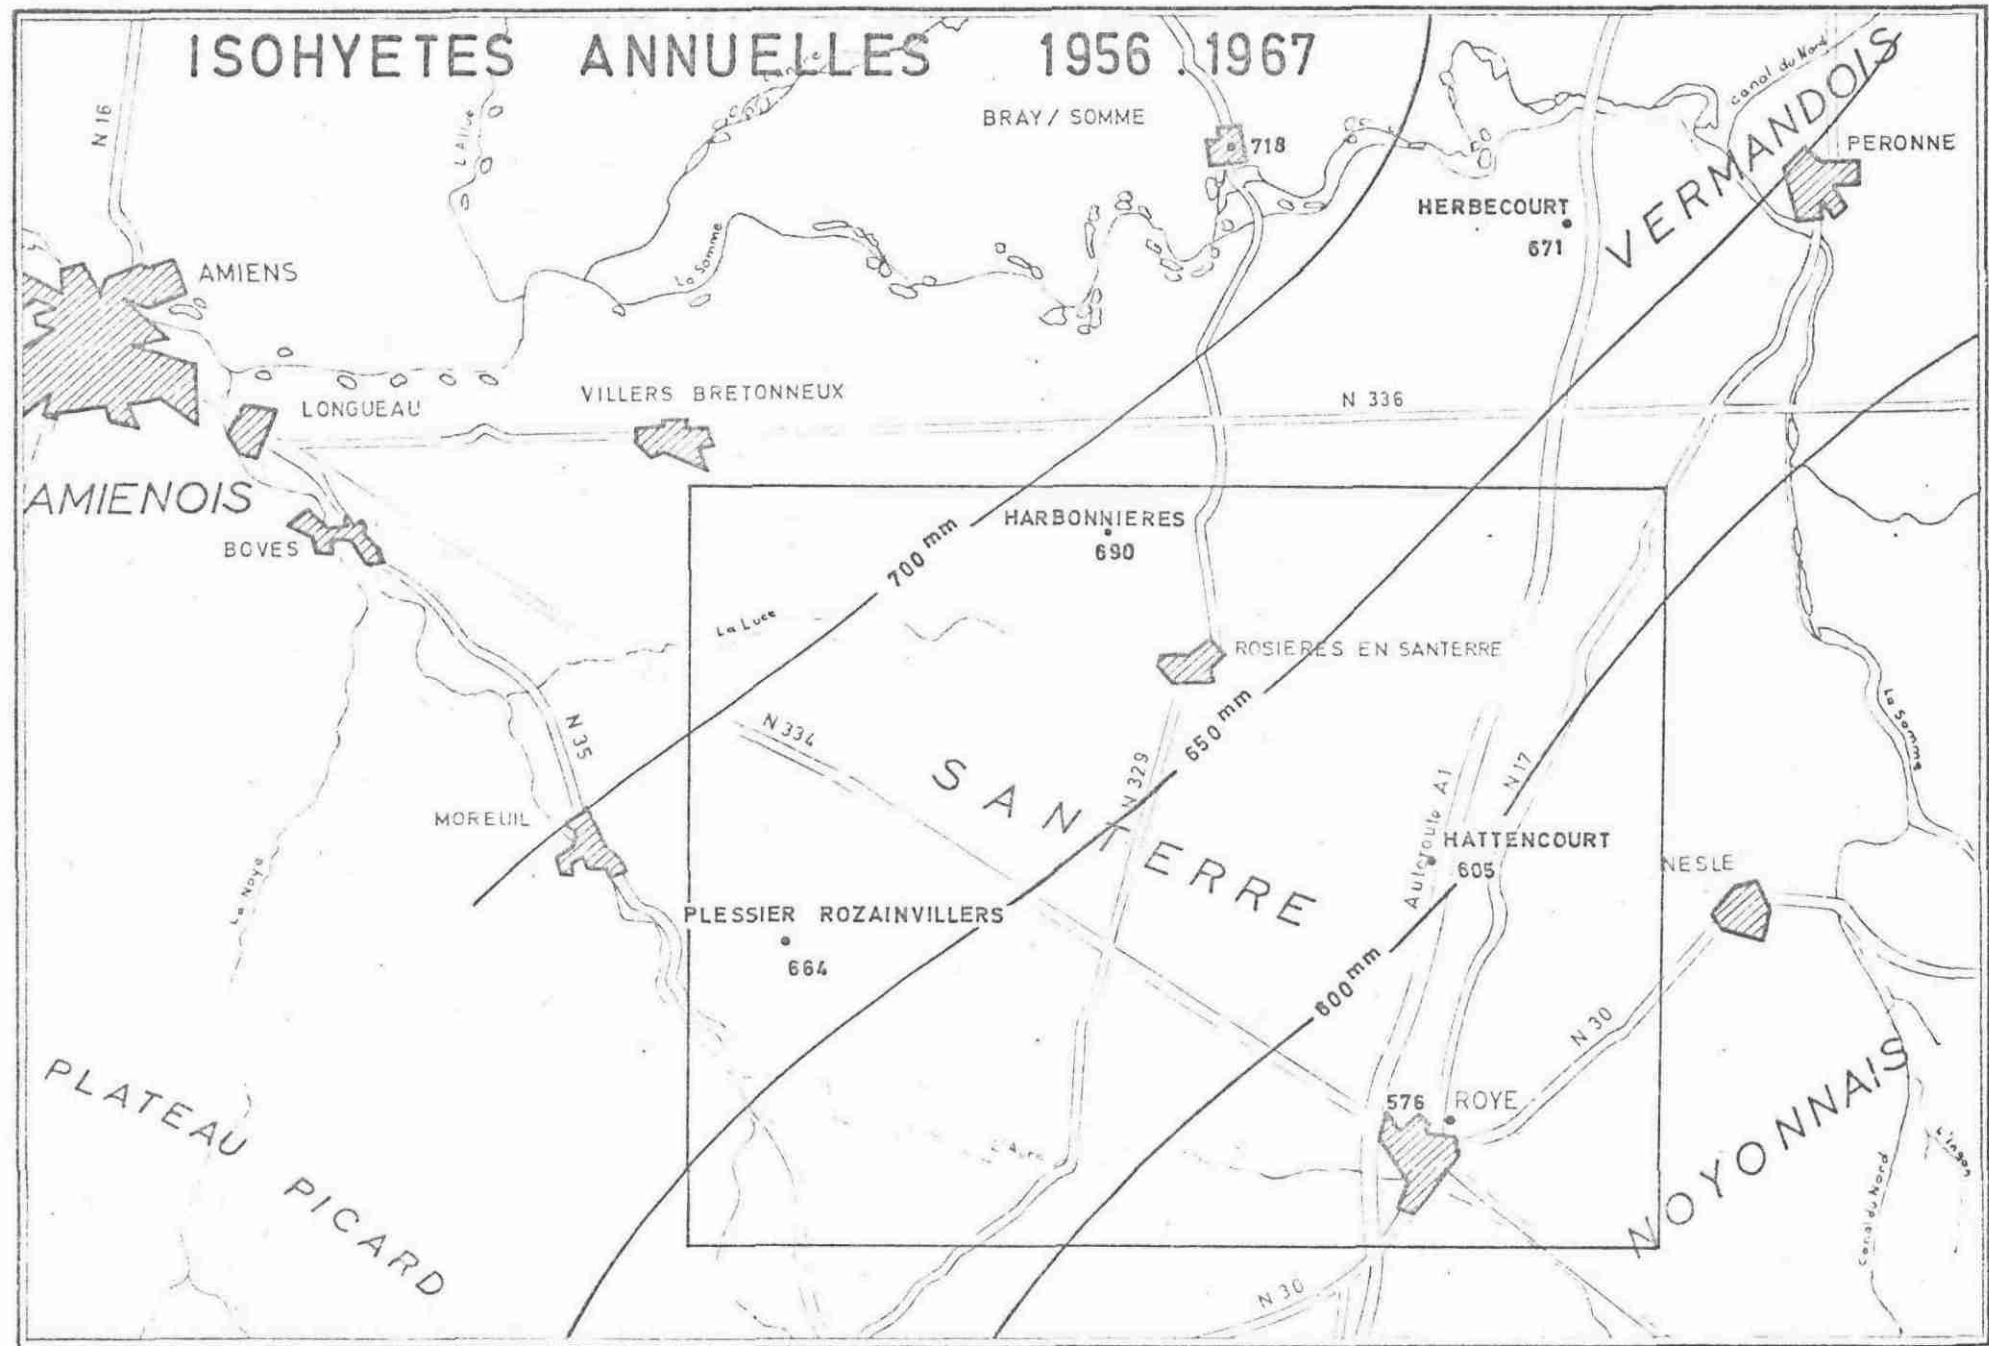 ISOHYETES ANNUELLES 1956.1967
N 16
L'Allue
BRAY/ SOMME
718
Canal du Nord
VERMANDOIS
PERONNE
HERBECOURT
671
La Somme
AMIENS
LONGUEAU
VILLERS BRETONNEUX
N 336
AMIENOIS
BOVES
HARBONNIERES
690
700 mm
La Luce
ROSIERES EN SANTERRE
N 35
N 334
650 mm
N 329
SANTERRE
Autoroute A1
N 17
La Somme
MOREUIL
HATTENCOURT
605
NESLE
La Noye
PLESSIER ROZAINVILLERS
664
600 mm
N 30
576
ROYE
PLATEAU PICARD
NOYONNAIS
L'Avre
L'Ingon
Canal du Nord
N 30